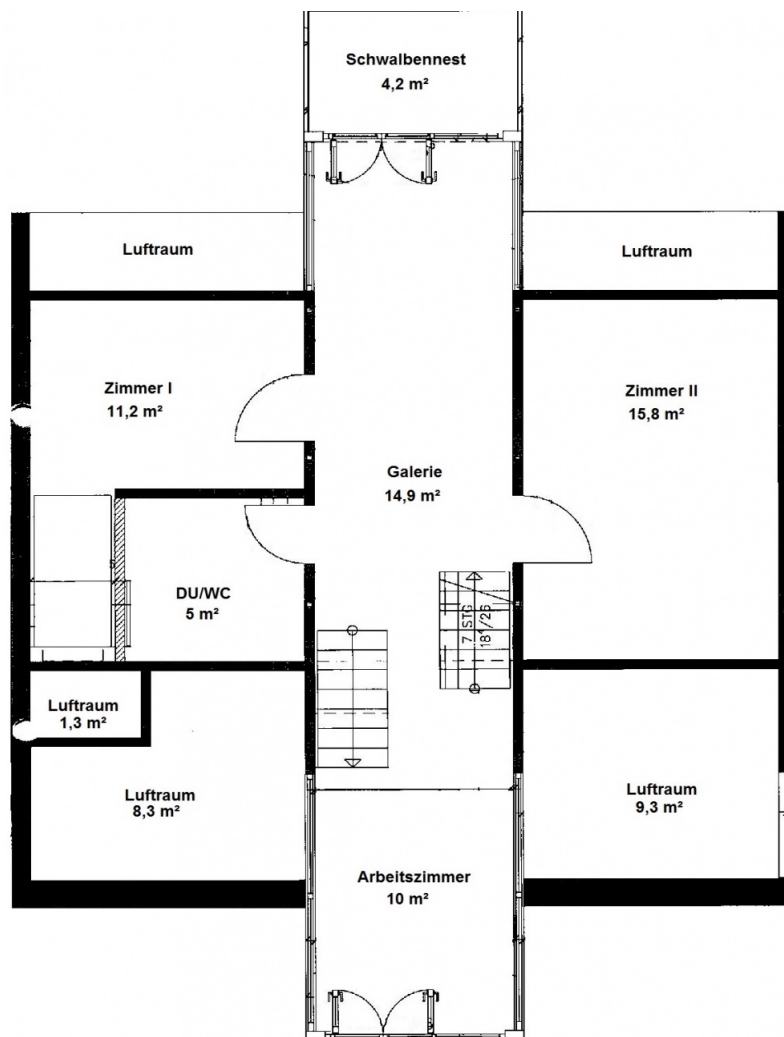 Schwalbennest
4,2 m²
Luftraum
Luftraum
Zimmer I
11,2 m²
Zimmer II
15,8 m²
Galerie
14,9 m²
DU/WC
5 m²
7 STG
18¹/26
Luftraum
1,3 m²
Luftraum
8,3 m²
Luftraum
9,3 m²
Arbeitszimmer
10 m²